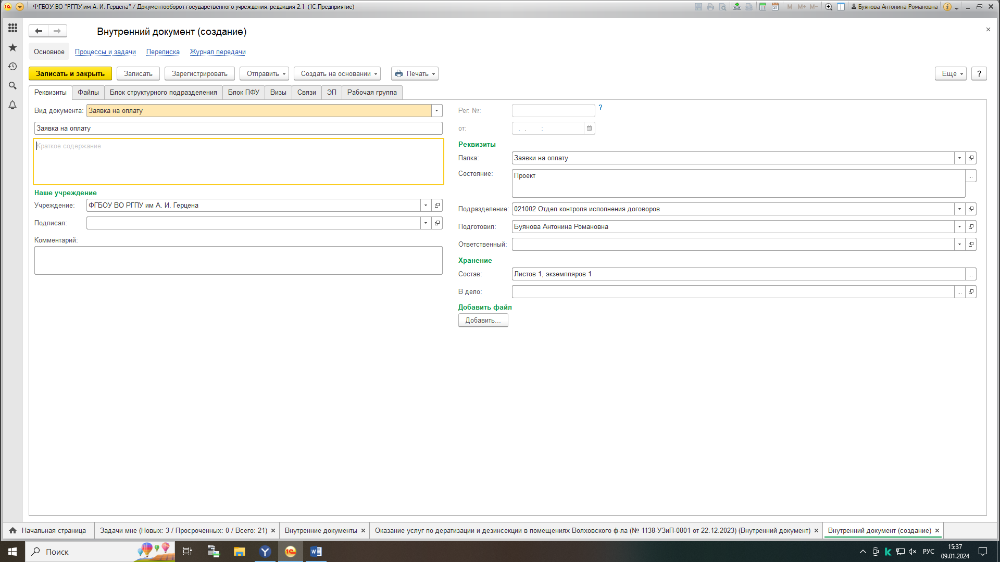 ФГБОУ ВО "РГПУ им А. И. Герцена" / Документооборот государственного учреждения, редакция 2.1 (1С:Предприятие)
M M+ M-
Буянова Антонина Романовна
Внутренний документ (создание)
Основное Процессы и задачи Переписка Журнал передачи
Записать и закрыть Записать Зарегистрировать Отправить Создать на основании Печать Еще ?
Реквизиты Файлы Блок структурного подразделения Блок ПФУ Визы Связи ЭП Рабочая группа
Вид документа: Заявка на оплату
Заявка на оплату
Краткое содержание
Наше учреждение
Учреждение: ФГБОУ ВО РГПУ им А. И. Герцена
Подписал:
Комментарий:
Рег. №: ?
от: . . :
Реквизиты
Папка: Заявки на оплату
Состояние: Проект ...
Подразделение: 021002 Отдел контроля исполнения договоров
Подготовил: Буянова Антонина Романовна
Ответственный:
Хранение
Состав: Листов 1, экземпляров 1 ...
В дело: ...
Добавить файл
Добавить...
Начальная страница Задачи мне (Новых: 3 / Просроченных: 0 / Всего: 21) Внутренние документы Оказание услуг по дератизации и дезинсекции в помещениях Волховского ф-ла (№ 1138-УЗиП-0801 от 22.12.2023) (Внутренний документ) Внутренний документ (создание)
Поиск
РУС
15:37
09.01.2024